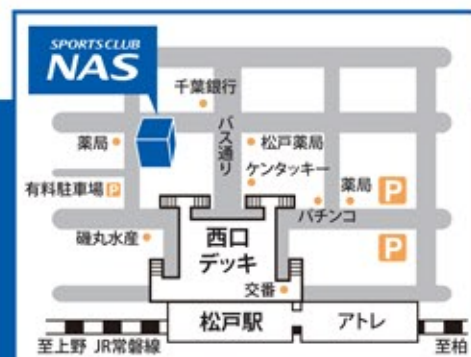 SPORTS CLUB
NAS
千葉銀行
バス通り
薬局
松戸薬局
ケンタッキー
有料駐車場 P
薬局
P
パチンコ
磯丸水産
西口
デッキ
P
交番
松戸駅
アトレ
至上野 JR常磐線
至柏